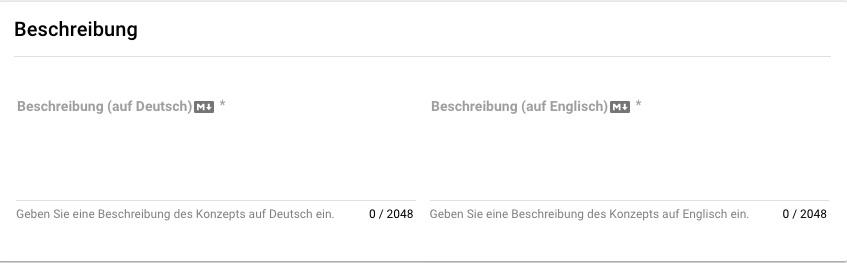 Beschreibung
Beschreibung (auf Deutsch) M *
Beschreibung (auf Englisch) M *
Geben Sie eine Beschreibung des Konzepts auf Deutsch ein. 0 / 2048
Geben Sie eine Beschreibung des Konzepts auf Englisch ein. 0 / 2048